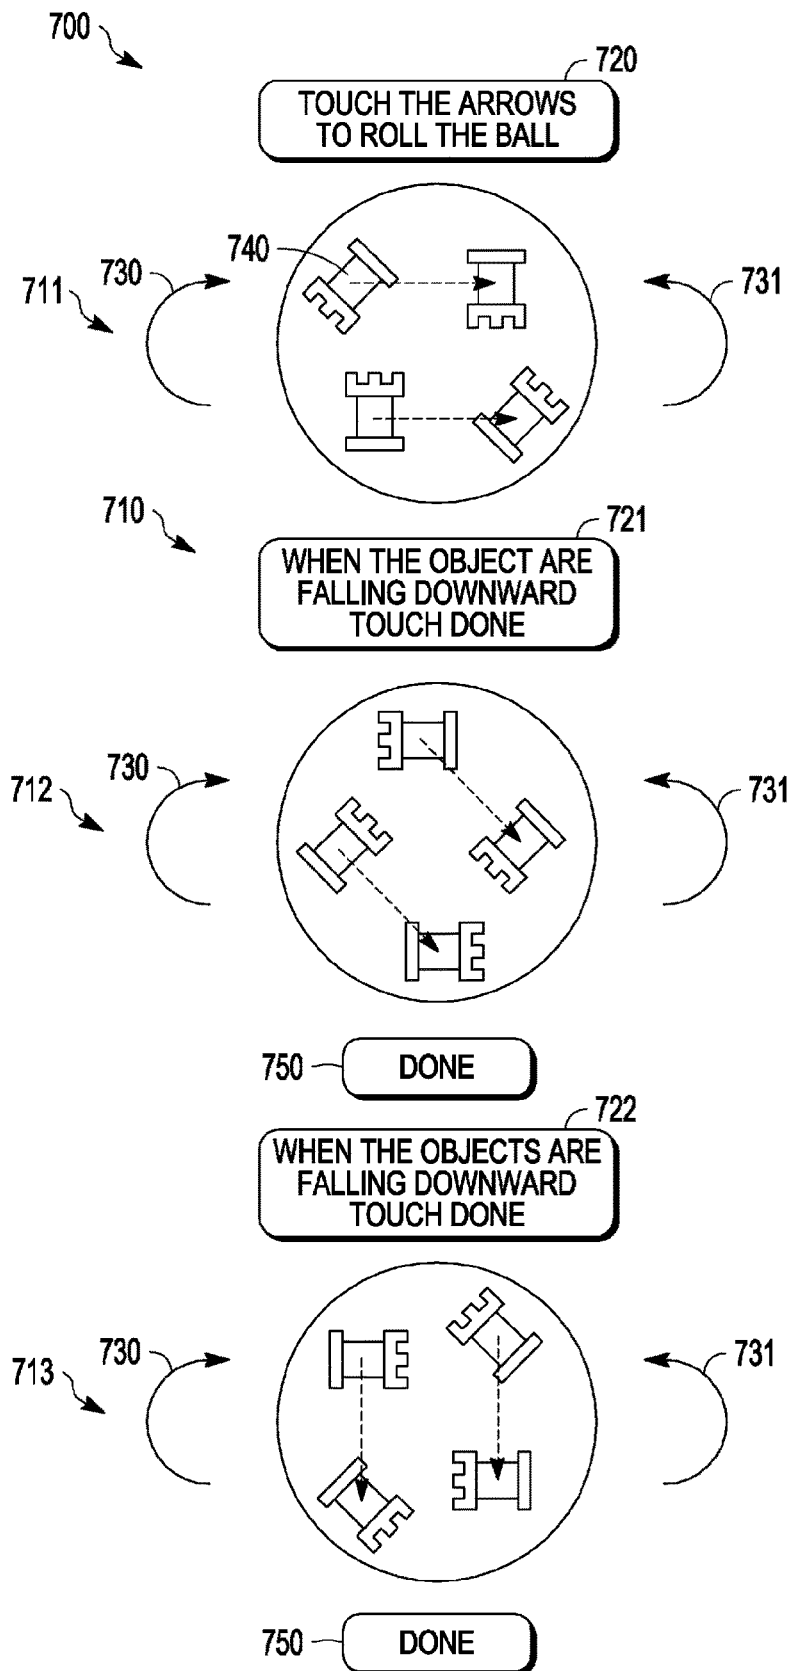 700
720
TOUCH THE ARROWS
TO ROLL THE BALL
740
730
711
731
710
721
WHEN THE OBJECT ARE
FALLING DOWNWARD
TOUCH DONE
730
712
731
750
DONE
722
WHEN THE OBJECTS ARE
FALLING DOWNWARD
TOUCH DONE
730
713
731
750
DONE